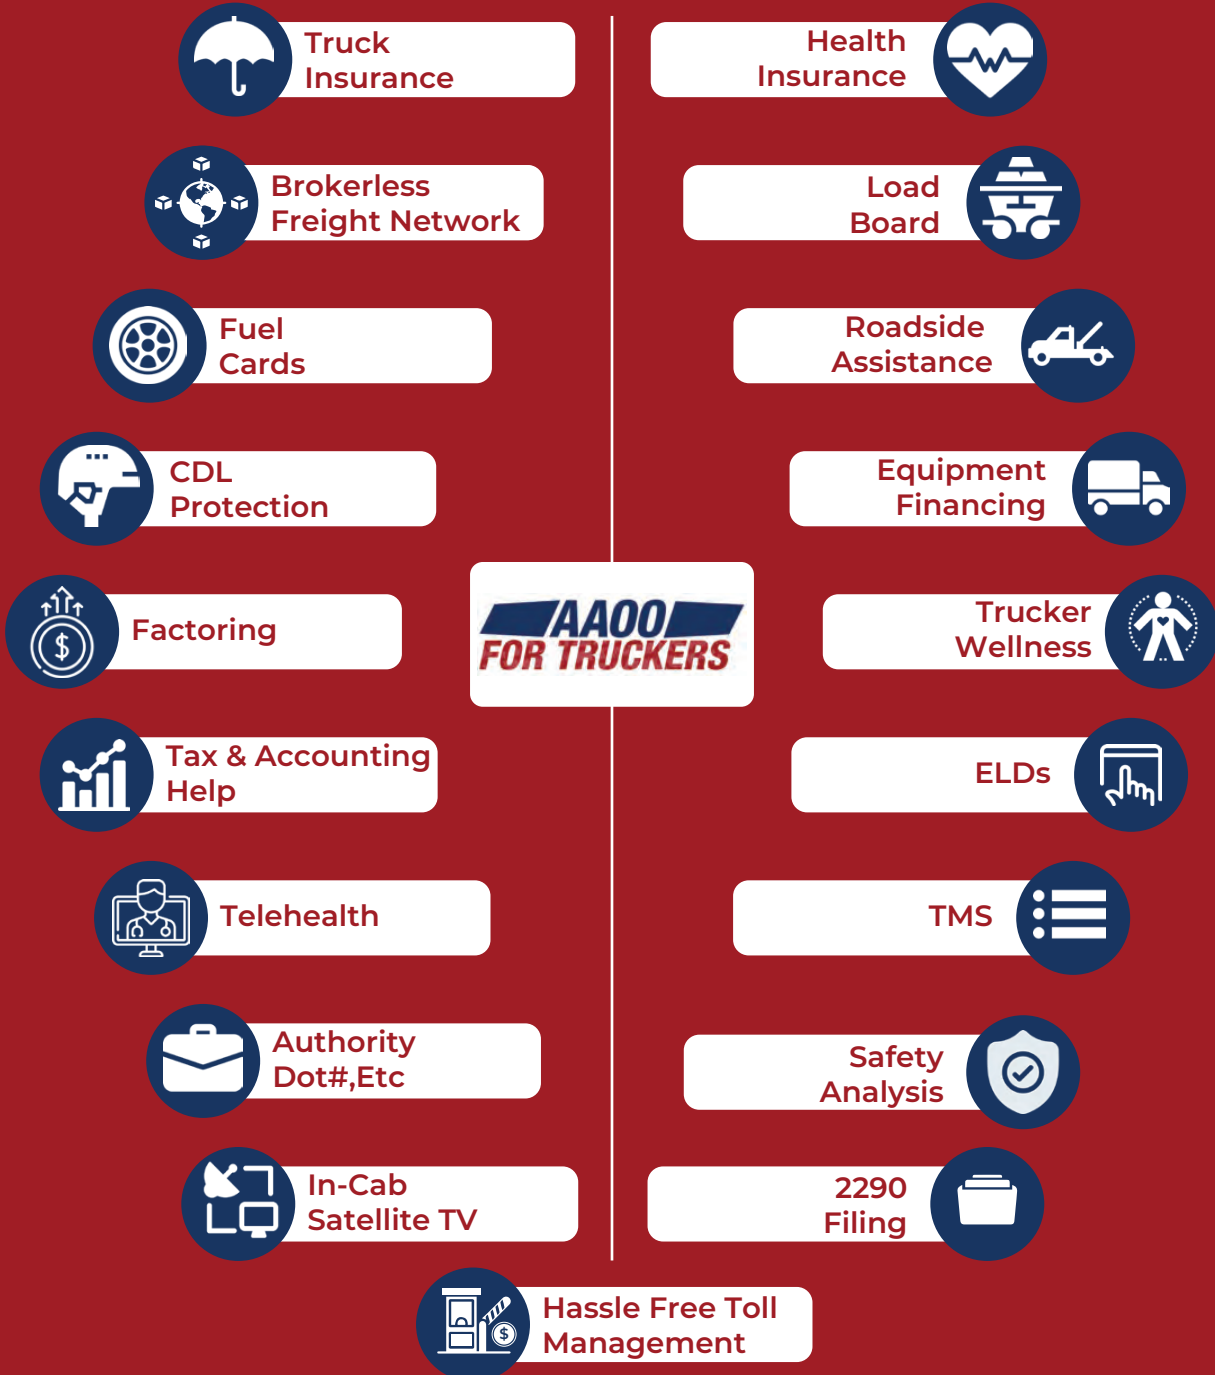 Truck
Insurance
Health
Insurance
Brokerless
Freight Network
Load
Board
Fuel
Cards
Roadside
Assistance
CDL
Protection
Equipment
Financing
Factoring
$
AAOO
FOR TRUCKERS
Trucker
Wellness
Tax & Accounting
Help
ELDs
Telehealth
TMS
Authority
Dot#,Etc
Safety
Analysis
In-Cab
Satellite TV
2290
Filing
$
Hassle Free Toll
Management